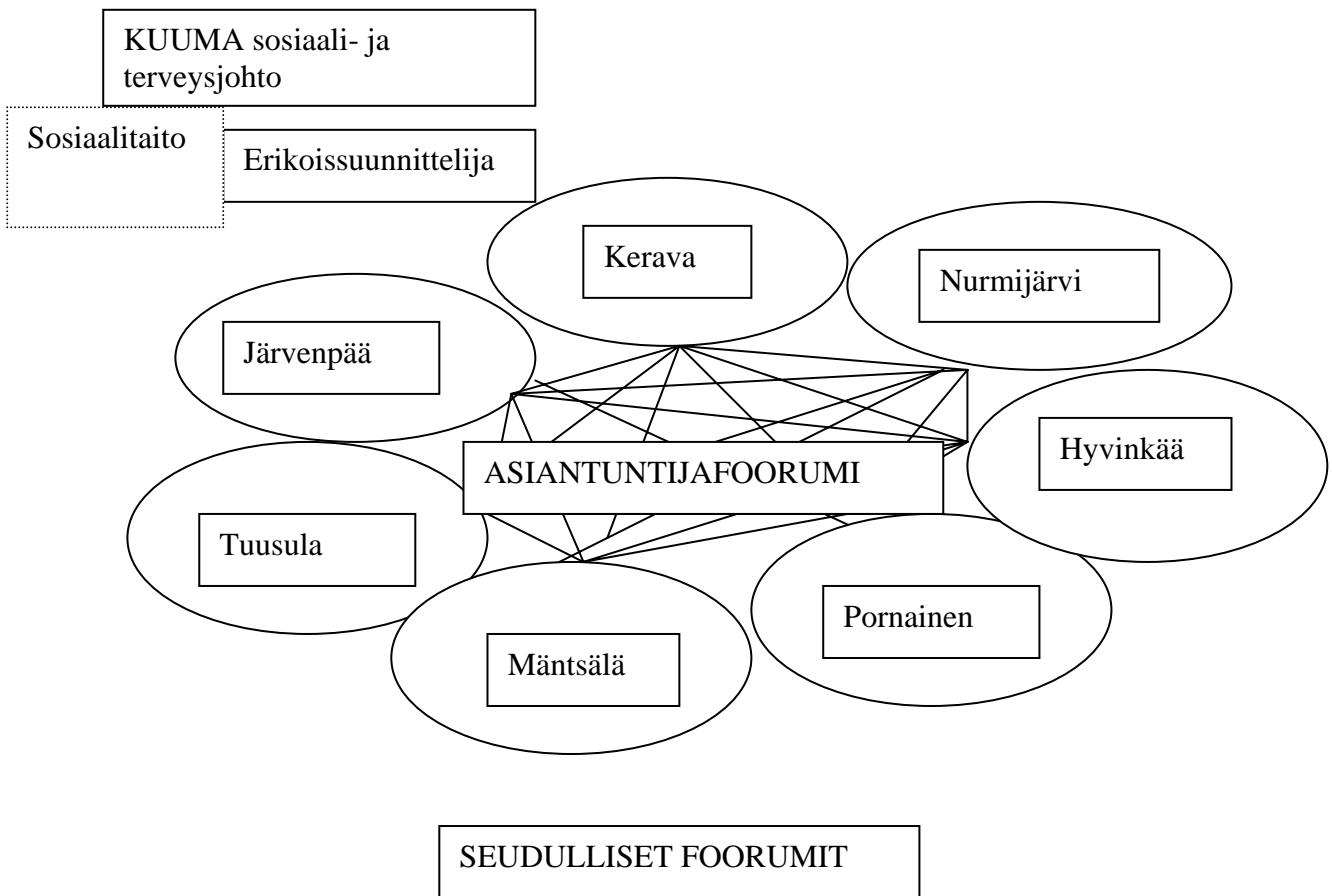 KUUMA sosiaali- ja
terveysjohto
Sosiaalitaito
Erikoissuunnittelija
Kerava
Nurmijärvi
Järvenpää
Hyvinkää
ASIANTUNTIJAFOORUMI
Tuusula
Pornainen
Mäntsälä
SEUDULLISET FOORUMIT